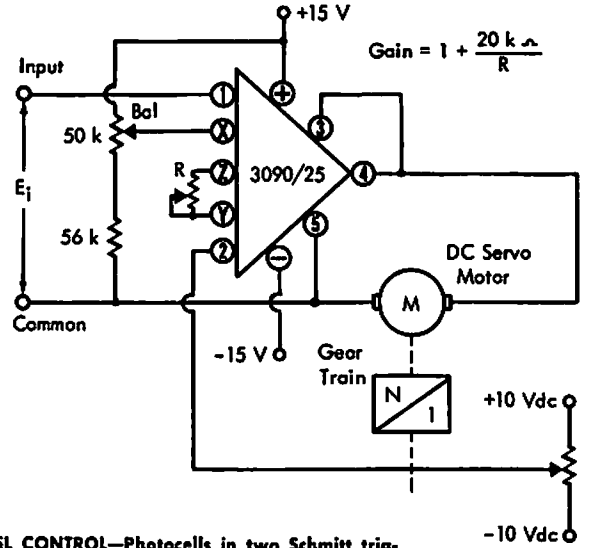 +15 V
Gain = 1 + 20 k Ω / R
Input
1
+
Bal
X
3
50 k
R
Z
3090/25
4
Ei
Y
5
56 k
2
−
DC Servo
Motor
M
Common
−15 V
Gear
Train
N
1
+10 Vdc
−10 Vdc
SL CONTROL—Photocells in two Schmitt trig-